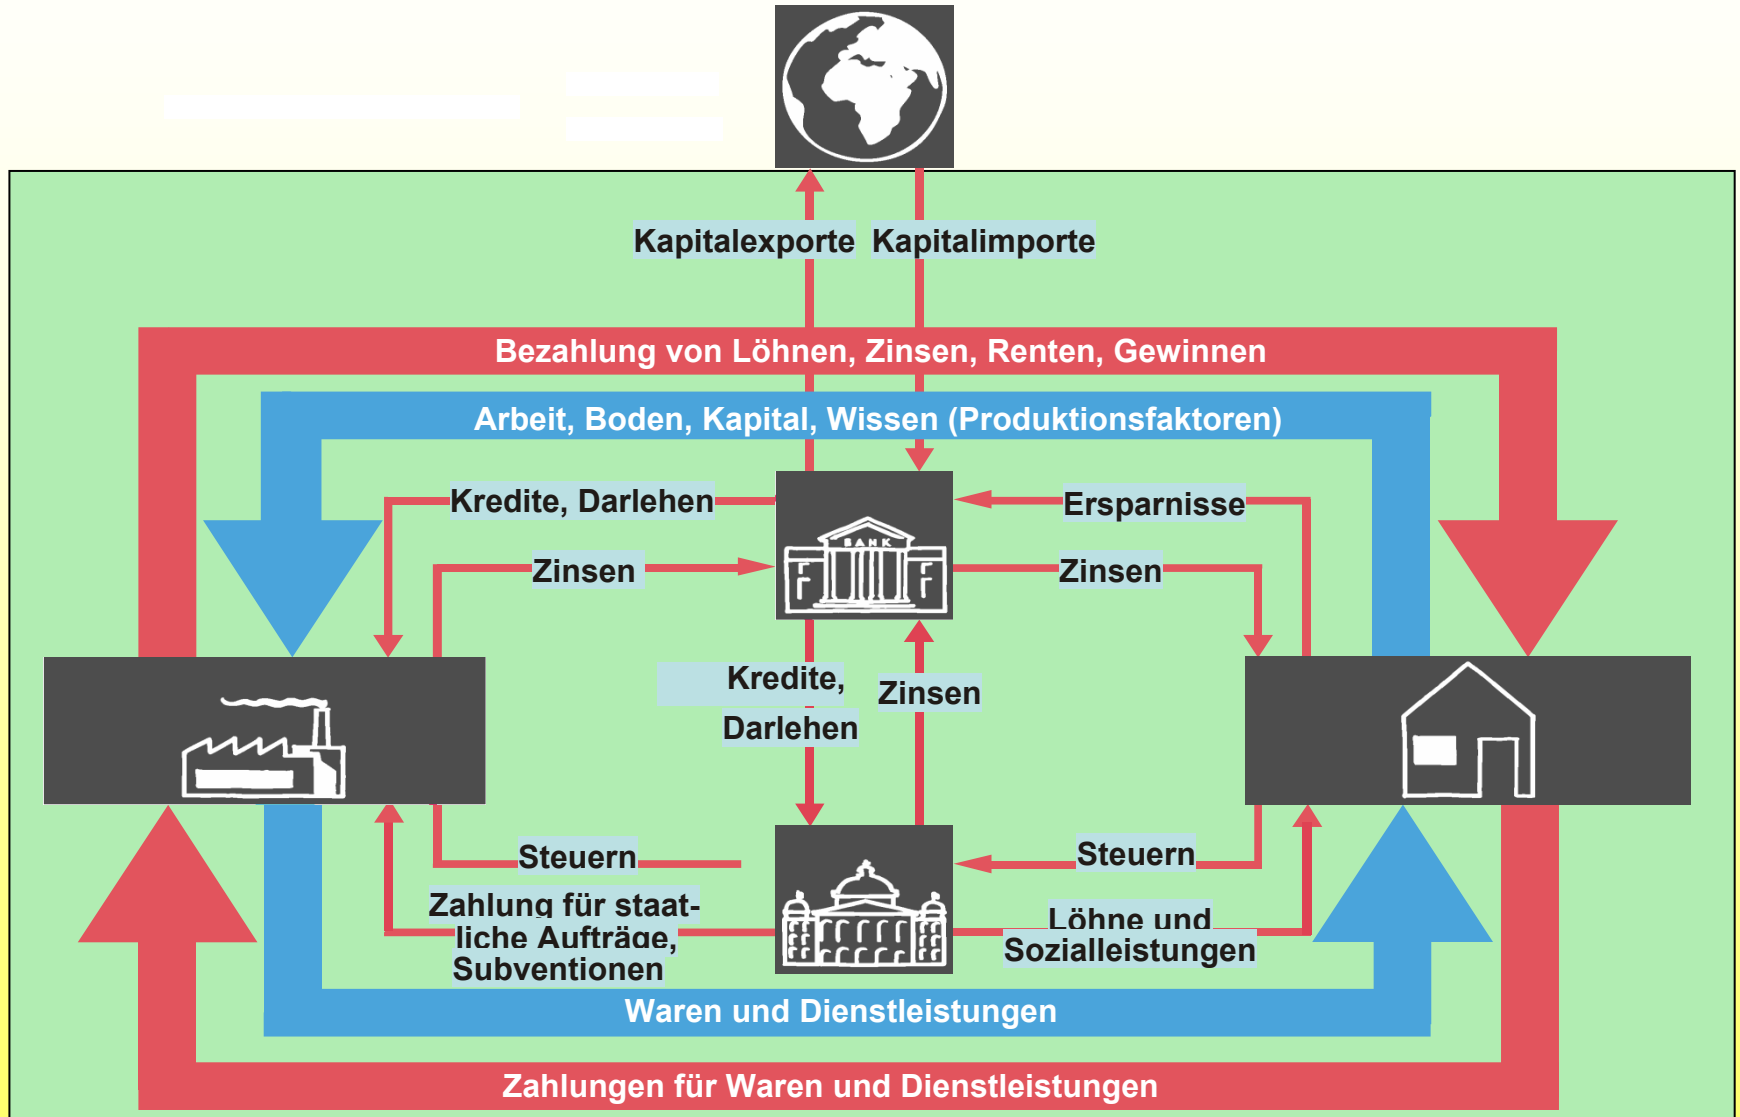 Kapitalexporte
Kapitalimporte
Bezahlung von Löhnen, Zinsen, Renten, Gewinnen
Arbeit, Boden, Kapital, Wissen (Produktionsfaktoren)
Kredite, Darlehen
Ersparnisse
BANK
Zinsen
Zinsen
Kredite,
Darlehen
Zinsen
Steuern
Steuern
Zahlung für staat-
liche Aufträge,
Subventionen
Löhne und
Sozialleistungen
Waren und Dienstleistungen
Zahlungen für Waren und Dienstleistungen